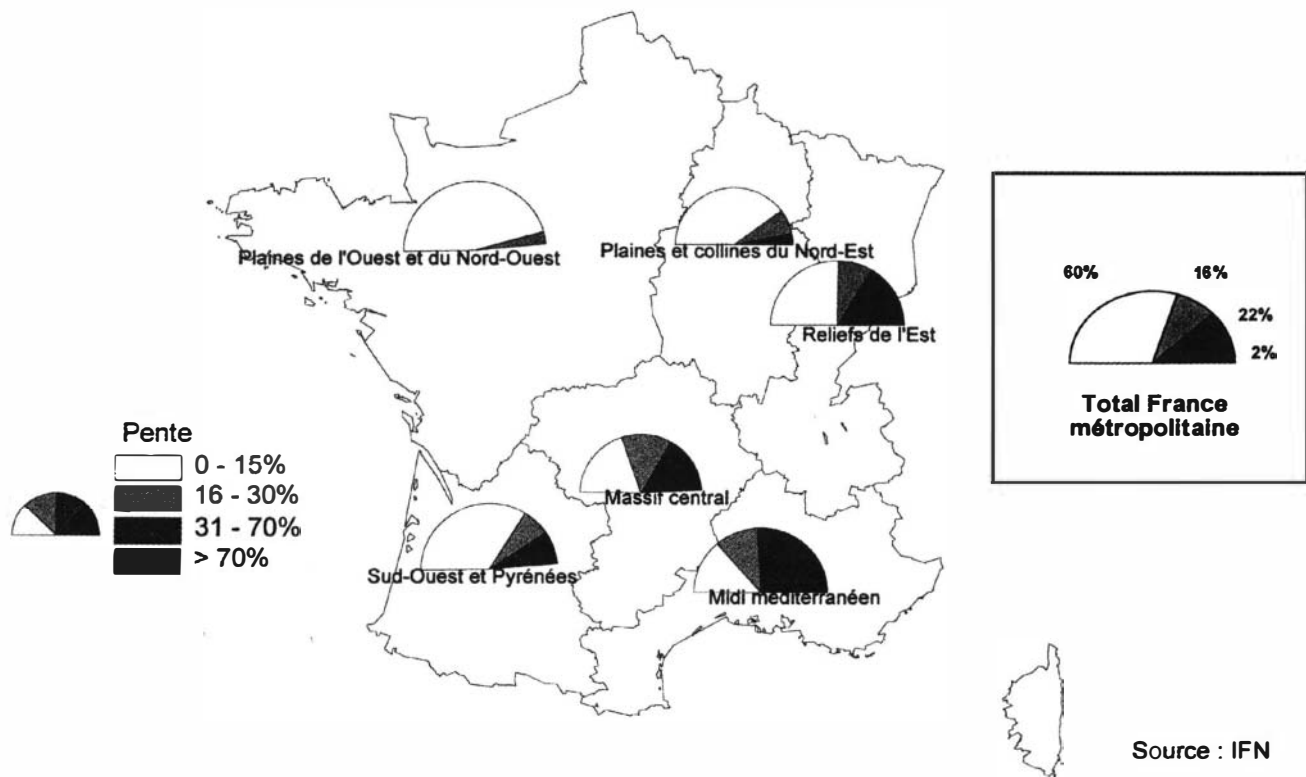 Plaines de l'Ouest et du Nord-Ouest
Plaines et collines du Nord-Est
Reliefs de l'Est
60%
16%
22%
2%
Total France
métropolitaine
Pente
0 - 15%
16 - 30%
31 - 70%
> 70%
Massif central
Sud-Ouest et Pyrénées
Midi méditerranéen
Source : IFN